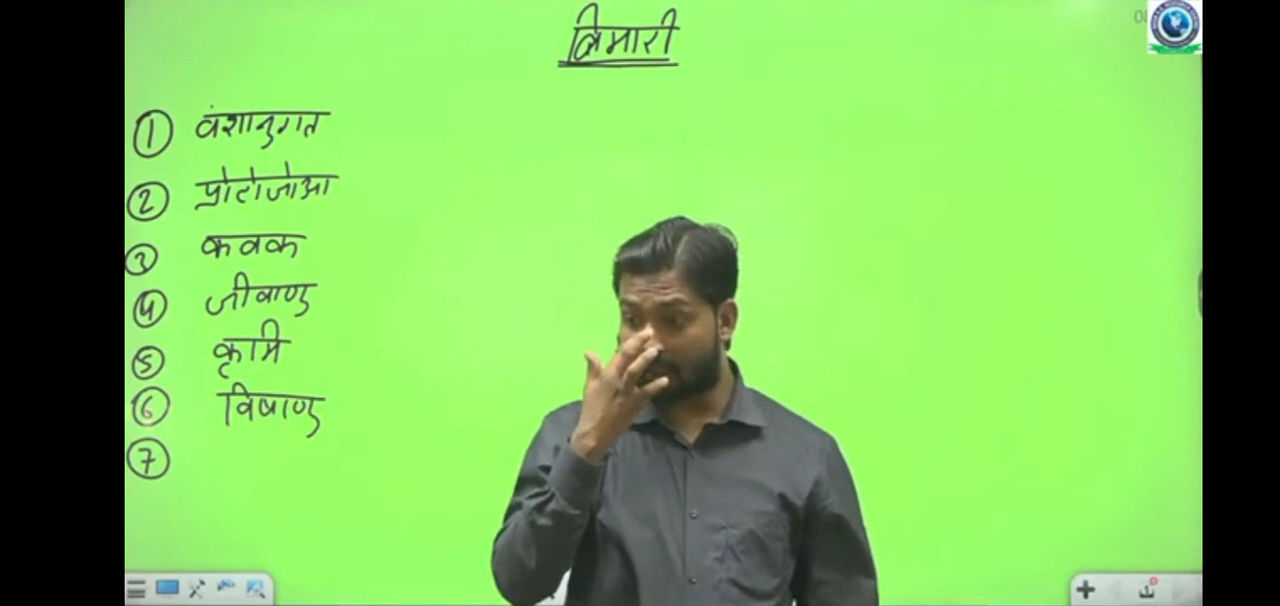 बिमारी
① वंशानुगत
② प्रोटोजोआ
③ कवक
④ जीवाणु
⑤ कृमि
⑥ विषाणु
⑦